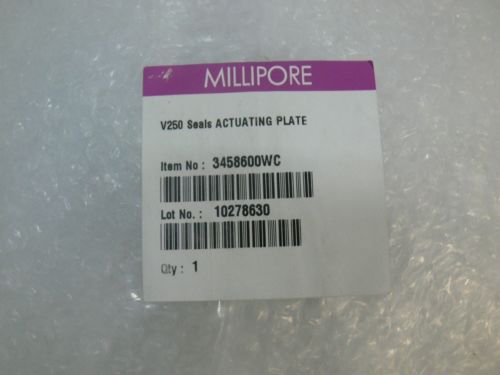 MILLIPORE
V250 Seals ACTUATING PLATE
Item No : 3458600WC
Lot No. : 10278630
Qty : 1